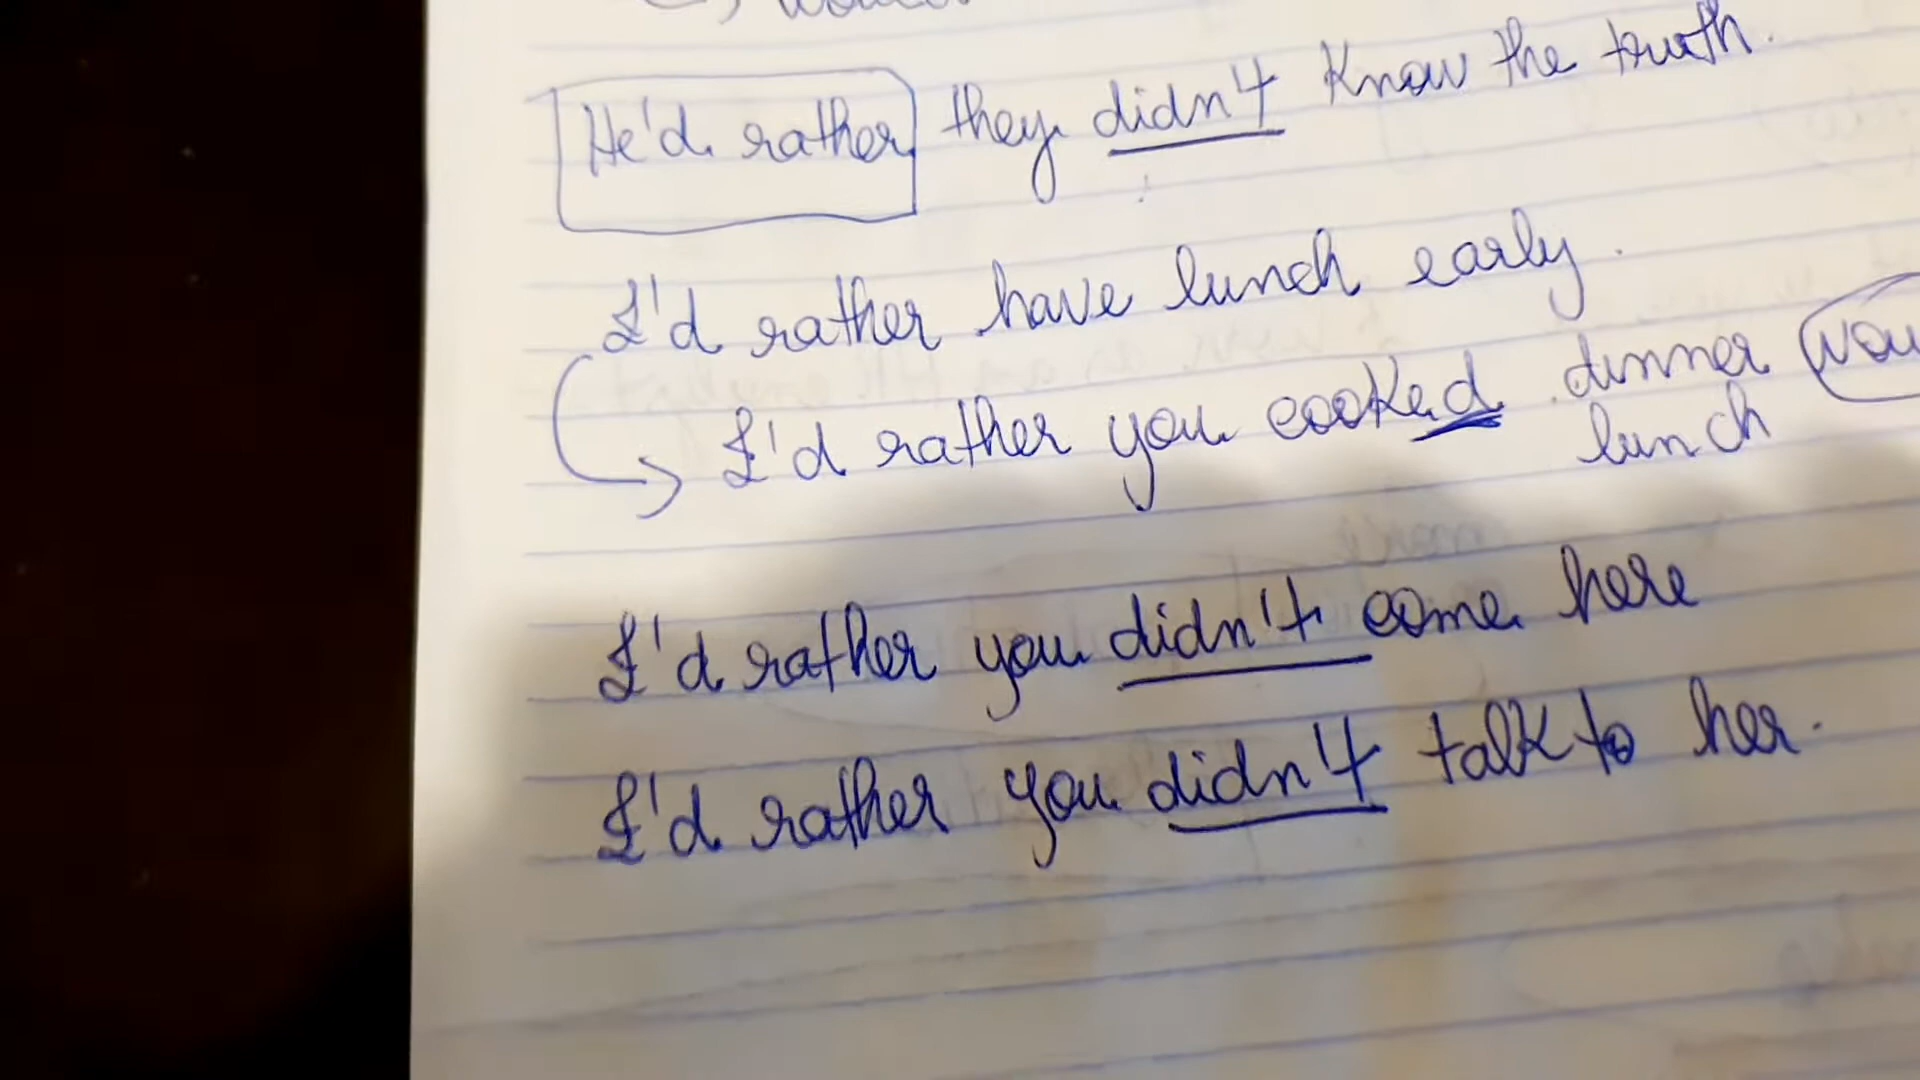 He'd rather they didn't know the truth.
I'd rather have lunch early.
I'd rather you cooked dinner
lunch
I'd rather you didn't come here
I'd rather you didn't talk to her.